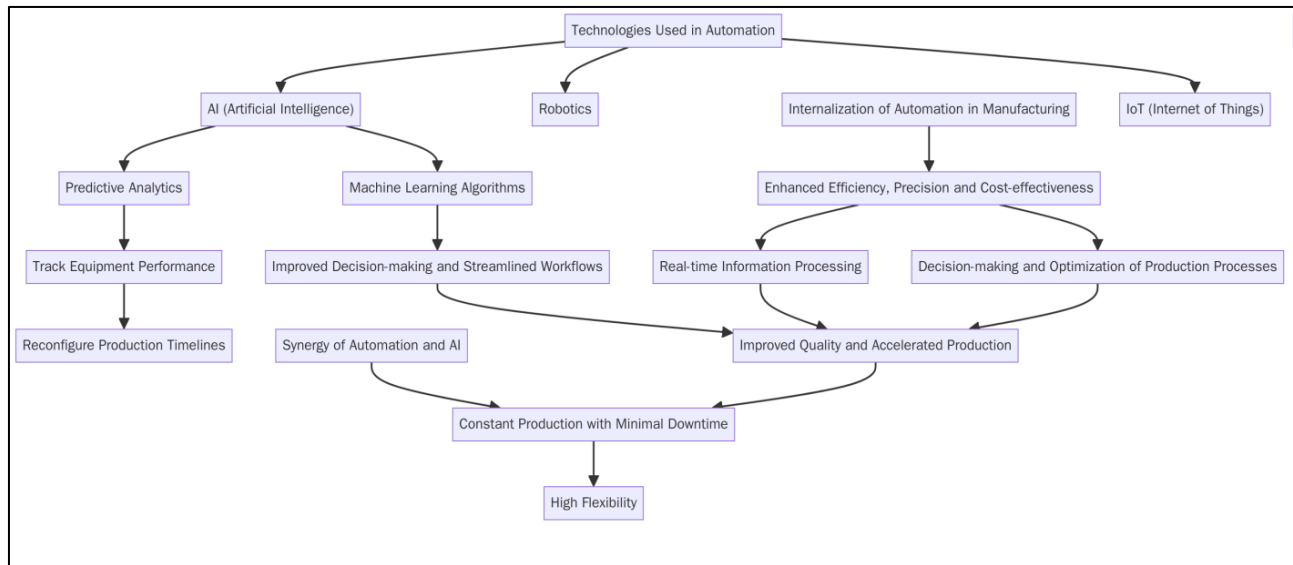 Technologies Used in Automation
AI (Artificial Intelligence)
Robotics
Internalization of Automation in Manufacturing
IoT (Internet of Things)
Predictive Analytics
Machine Learning Algorithms
Enhanced Efficiency, Precision and Cost-effectiveness
Track Equipment Performance
Improved Decision-making and Streamlined Workflows
Real-time Information Processing
Decision-making and Optimization of Production Processes
Reconfigure Production Timelines
Synergy of Automation and AI
Improved Quality and Accelerated Production
Constant Production with Minimal Downtime
High Flexibility